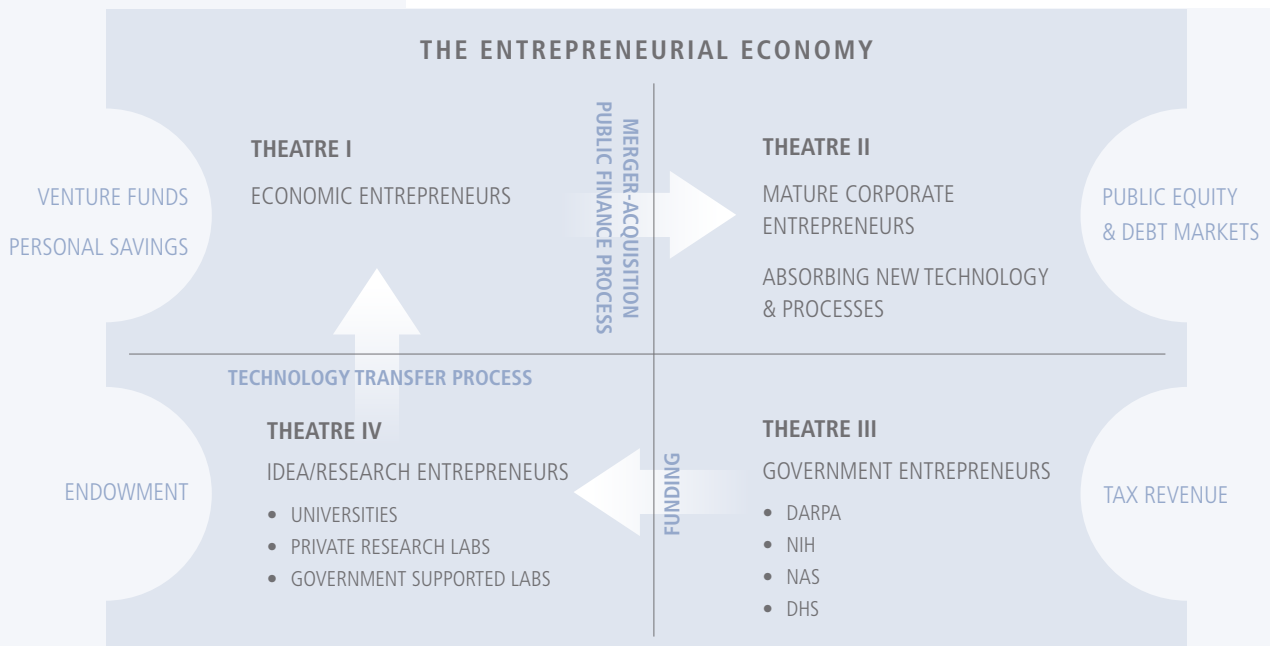 THE ENTREPRENEURIAL ECONOMY
VENTURE FUNDS
PERSONAL SAVINGS
THEATRE I
ECONOMIC ENTREPRENEURS
MERGER-ACQUISITION
PUBLIC FINANCE PROCESS
THEATRE II
MATURE CORPORATE
ENTREPRENEURS
ABSORBING NEW TECHNOLOGY
& PROCESSES
PUBLIC EQUITY
& DEBT MARKETS
TECHNOLOGY TRANSFER PROCESS
ENDOWMENT
THEATRE IV
IDEA/RESEARCH ENTREPRENEURS
• UNIVERSITIES
• PRIVATE RESEARCH LABS
• GOVERNMENT SUPPORTED LABS
FUNDING
THEATRE III
GOVERNMENT ENTREPRENEURS
• DARPA
• NIH
• NAS
• DHS
TAX REVENUE